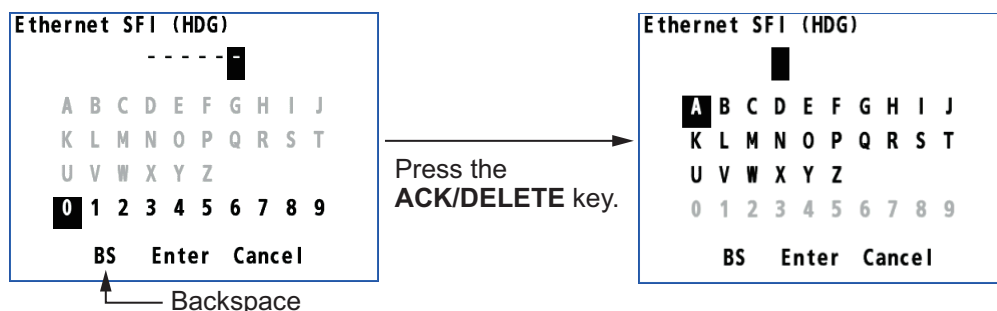 Ethernet SFI (HDG)
------
A B C D E F G H I J
K L M N O P Q R S T
U V W X Y Z
0 1 2 3 4 5 6 7 8 9
BS Enter Cancel
Backspace
Press the
ACK/DELETE key.
Ethernet SFI (HDG)
A B C D E F G H I J
K L M N O P Q R S T
U V W X Y Z
0 1 2 3 4 5 6 7 8 9
BS Enter Cancel